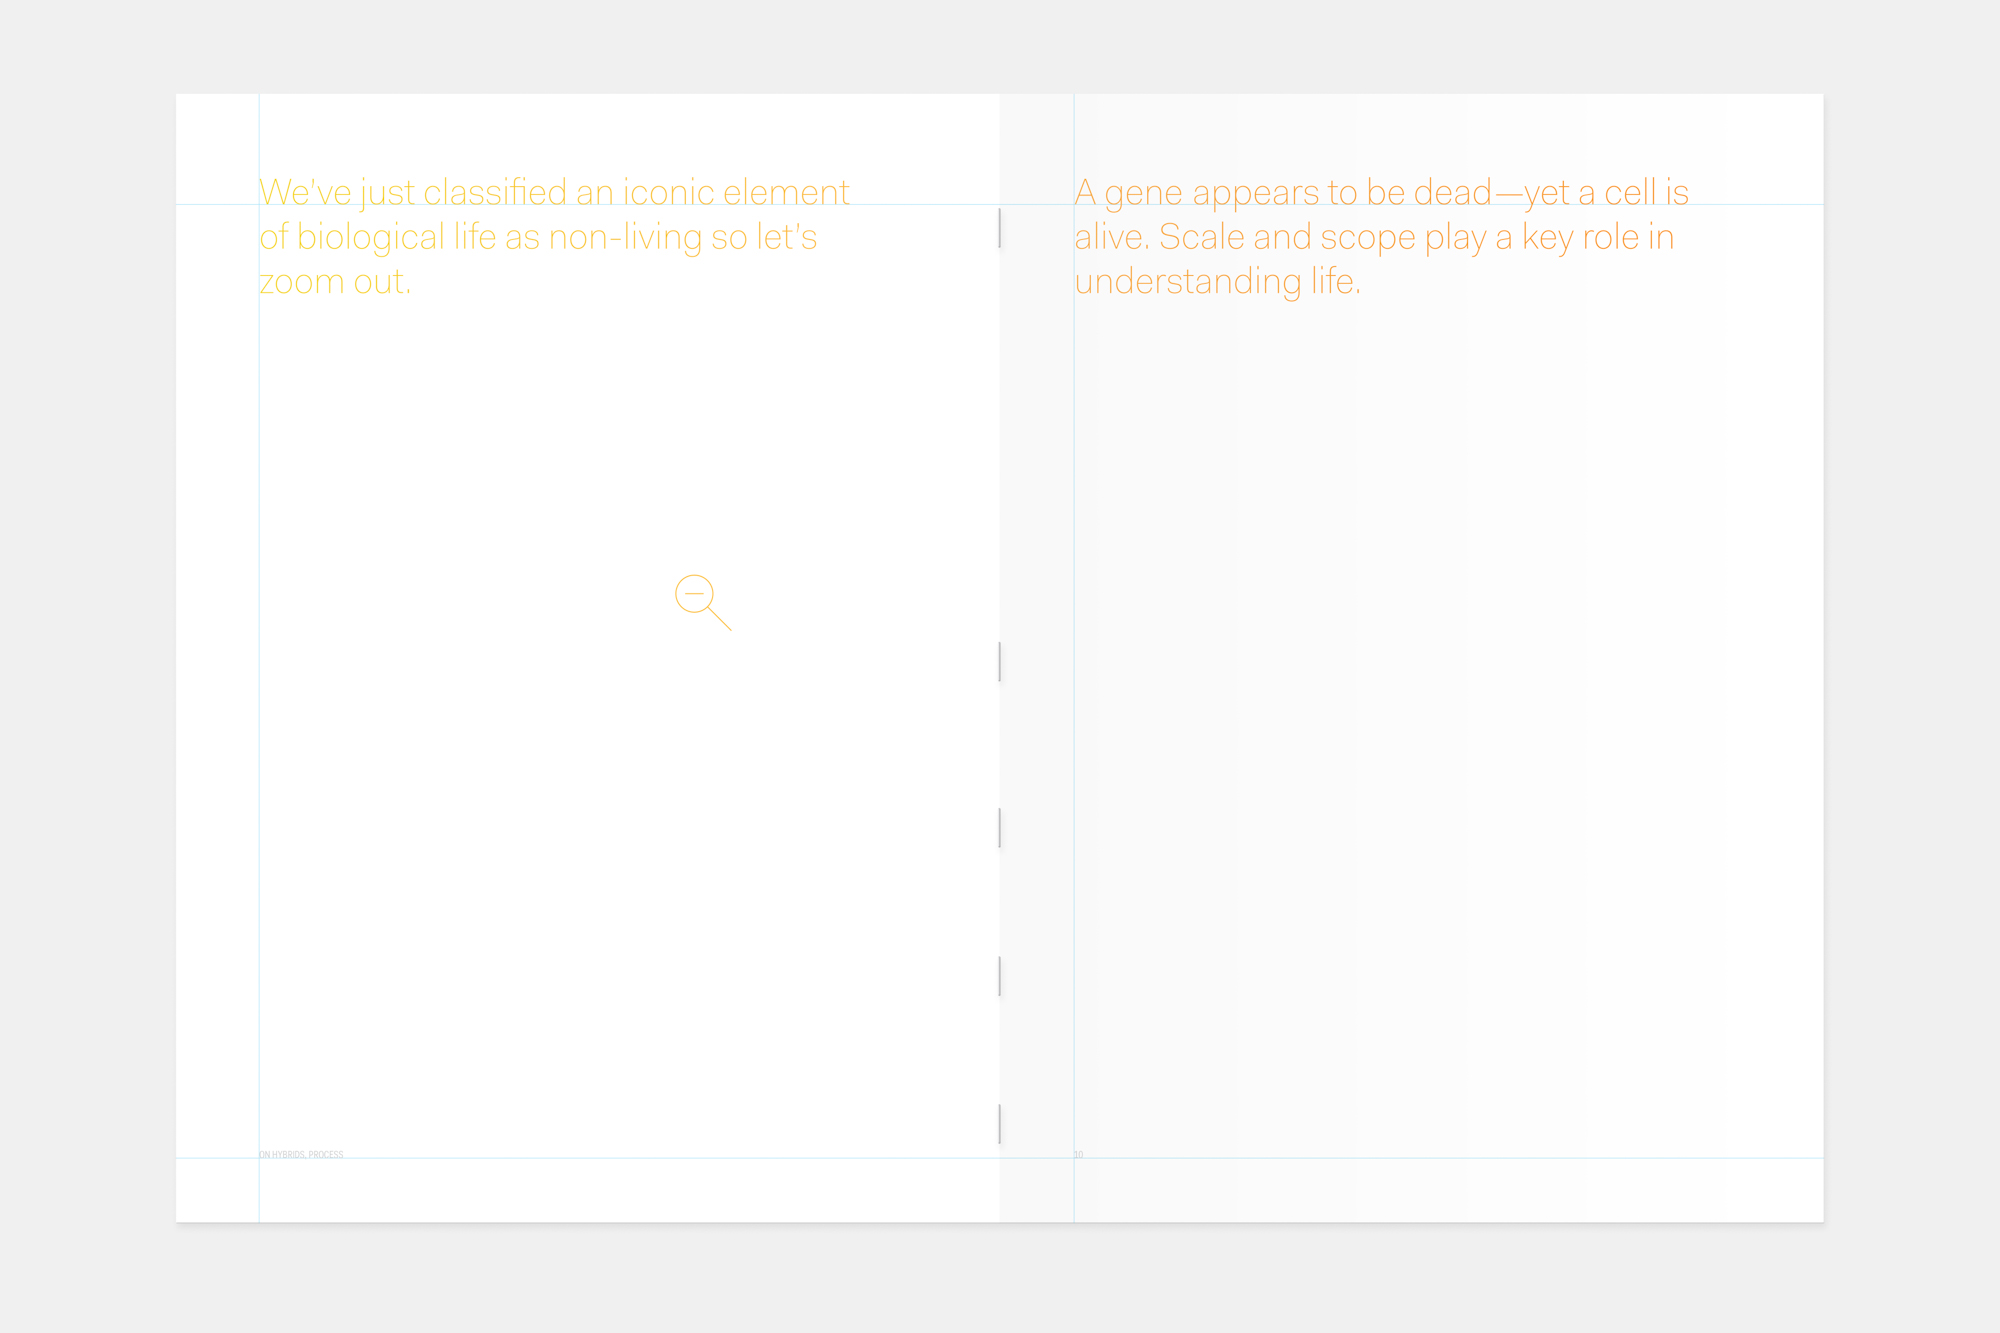 We’ve just classified an iconic element
of biological life as non-living so let’s
zoom out.
A gene appears to be dead—yet a cell is
alive. Scale and scope play a key role in
understanding life.
ON HYBRIDS, PROCESS
10